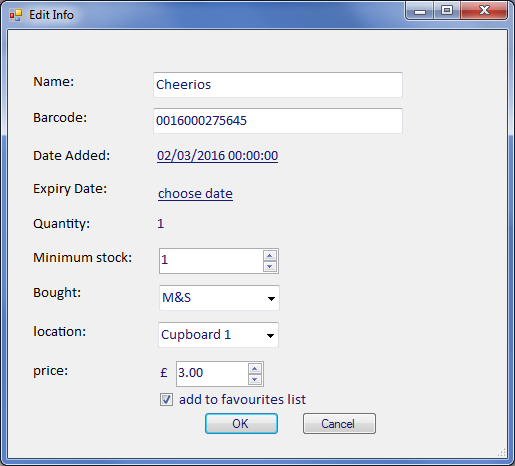 Edit Info
Name: Cheerios
Barcode: 0016000275645
Date Added: 02/03/2016 00:00:00
Expiry Date: choose date
Quantity: 1
Minimum stock: 1
Bought: M&S
location: Cupboard 1
price: £ 3.00
add to favourites list
OK Cancel